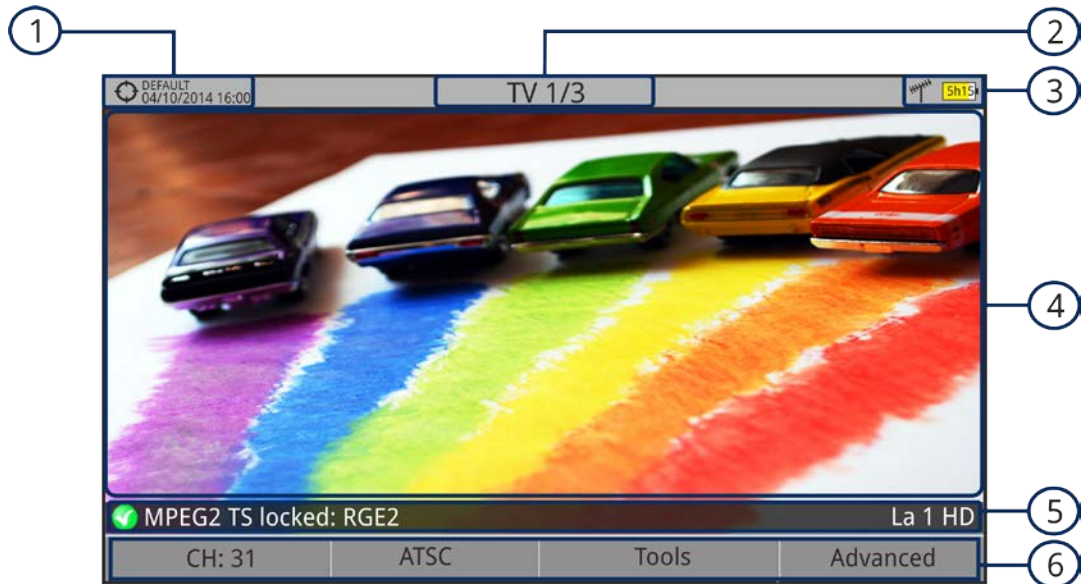 1
2
DEFAULT
04/10/2014 16:00
TV 1/3
5h15
3
4
MPEG2 TS locked: RGE2
La 1 HD
5
CH: 31
ATSC
Tools
Advanced
6